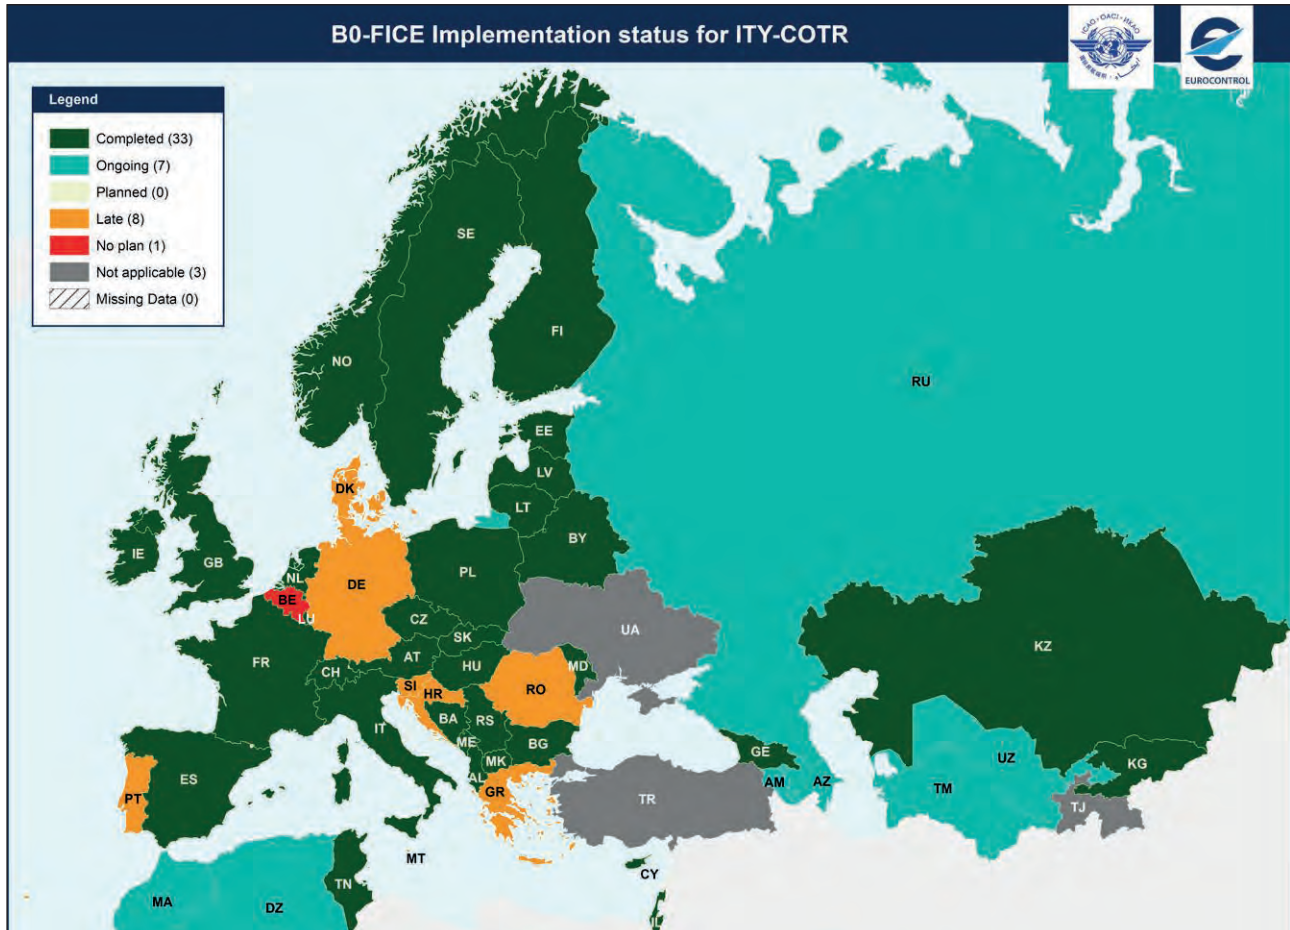 B0-FICE Implementation status for ITY-COTR
ICAO · OACI · ИКАО
EUROCONTROL
Legend
Completed (33)
Ongoing (7)
Planned (0)
Late (8)
No plan (1)
Not applicable (3)
Missing Data (0)
SE
FI
NO
RU
EE
LV
LT
DK
BY
IE
GB
NL
DE
PL
BE
LU
CZ
UA
SK
FR
AT
HU
MD
KZ
CH
SI
HR
RO
BA
RS
IT
ME
BG
GE
UZ
KG
MK
AL
ES
PT
GR
TR
AM
AZ
TM
TJ
MT
CY
TN
MA
DZ
IL